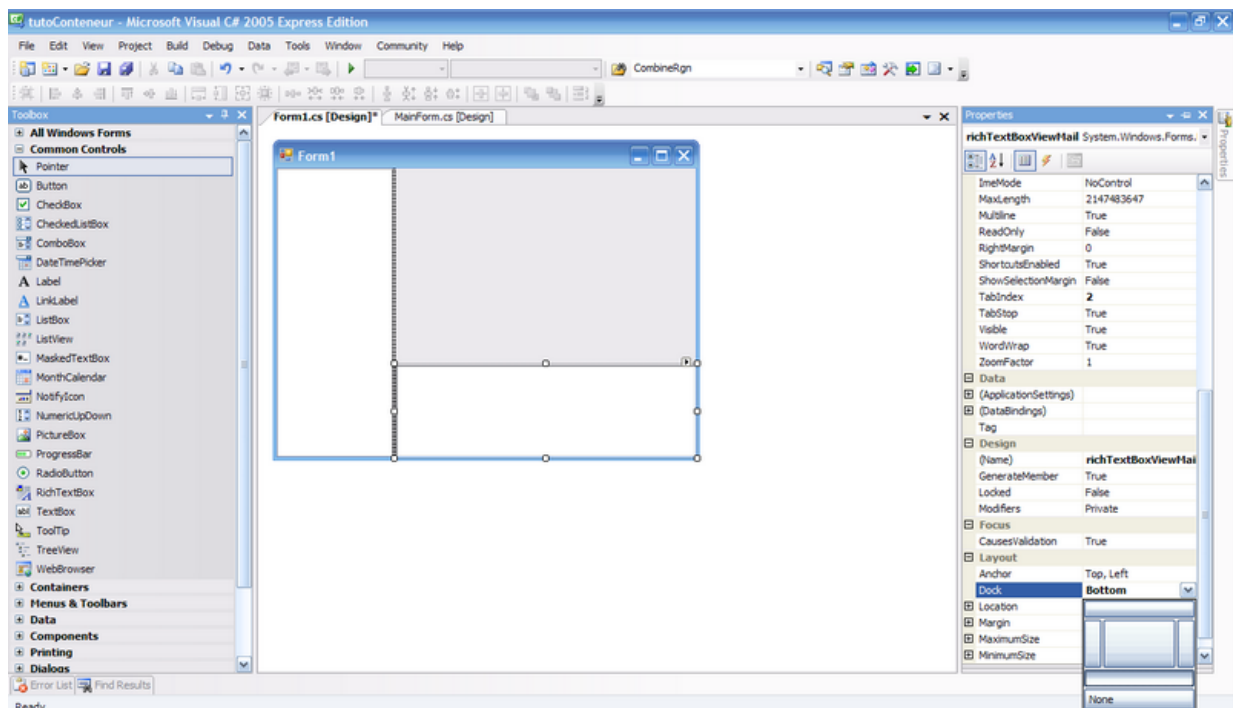 tutoConteneur - Microsoft Visual C# 2005 Express Edition
File Edit View Project Build Debug Data Tools Window Community Help
CombineRgn
Toolbox
All Windows Forms
Common Controls
Pointer
Button
CheckBox
CheckedListBox
ComboBox
DateTimePicker
A Label
A LinkLabel
ListBox
ListView
MaskedTextBox
MonthCalendar
NotifyIcon
NumericUpDown
PictureBox
ProgressBar
RadioButton
RichTextBox
TextBox
ToolTip
TreeView
WebBrowser
Containers
Menus & Toolbars
Data
Components
Printing
Dialogs
Form1.cs [Design]* MainForm.cs [Design]
Form1
Properties
richTextBoxViewMail System.Windows.Forms.
ImeMode NoControl
MaxLength 2147483647
Multiline True
ReadOnly False
RightMargin 0
ShortcutsEnabled True
ShowSelectionMargin False
TabIndex 2
TabStop True
Visible True
WordWrap True
ZoomFactor 1
Data
(ApplicationSettings)
(DataBindings)
Tag
Design
(Name) richTextBoxViewMai
GenerateMember True
Locked False
Modifiers Private
Focus
CausesValidation True
Layout
Anchor Top, Left
Dock Bottom
Location
Margin
MaximumSize
MinimumSize
None
Properties
Error List Find Results
Ready